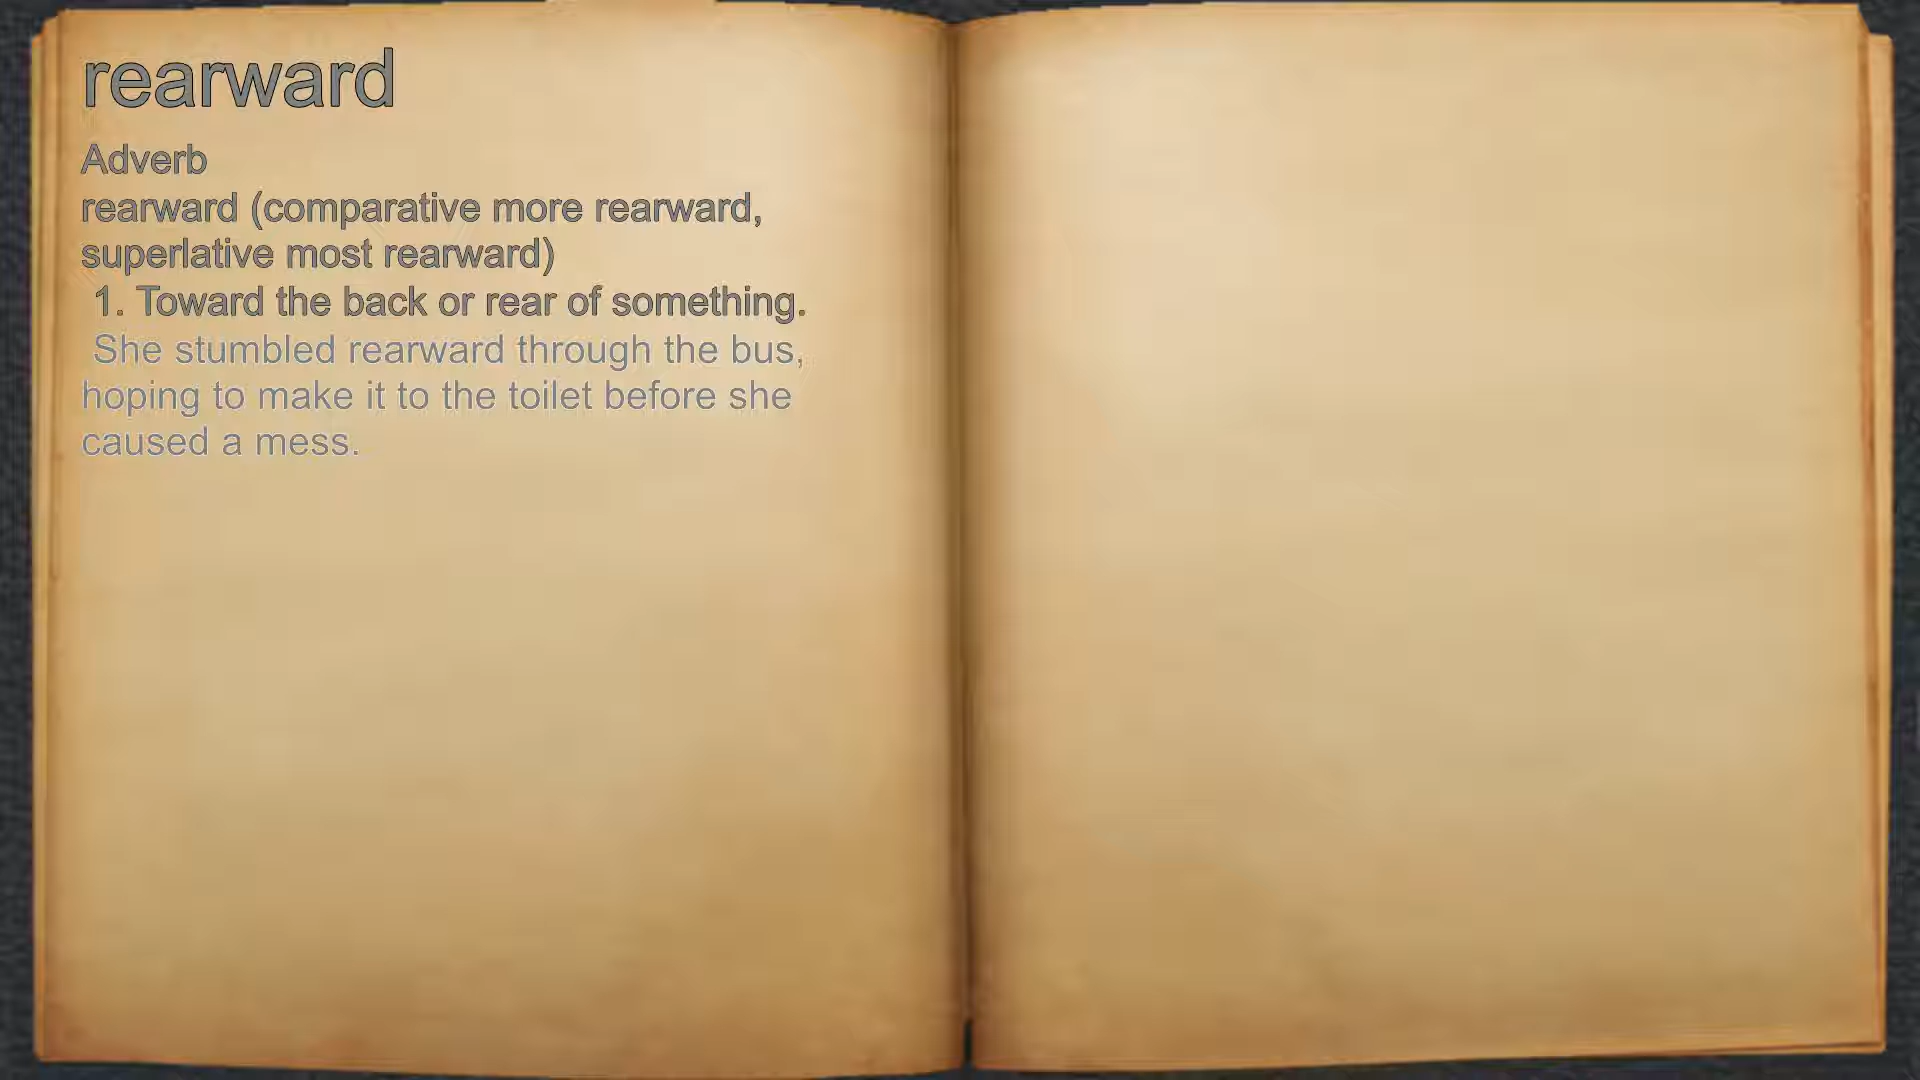 rearward
Adverb
rearward (comparative more rearward,
superlative most rearward)
1. Toward the back or rear of something.
She stumbled rearward through the bus,
hoping to make it to the toilet before she
caused a mess.